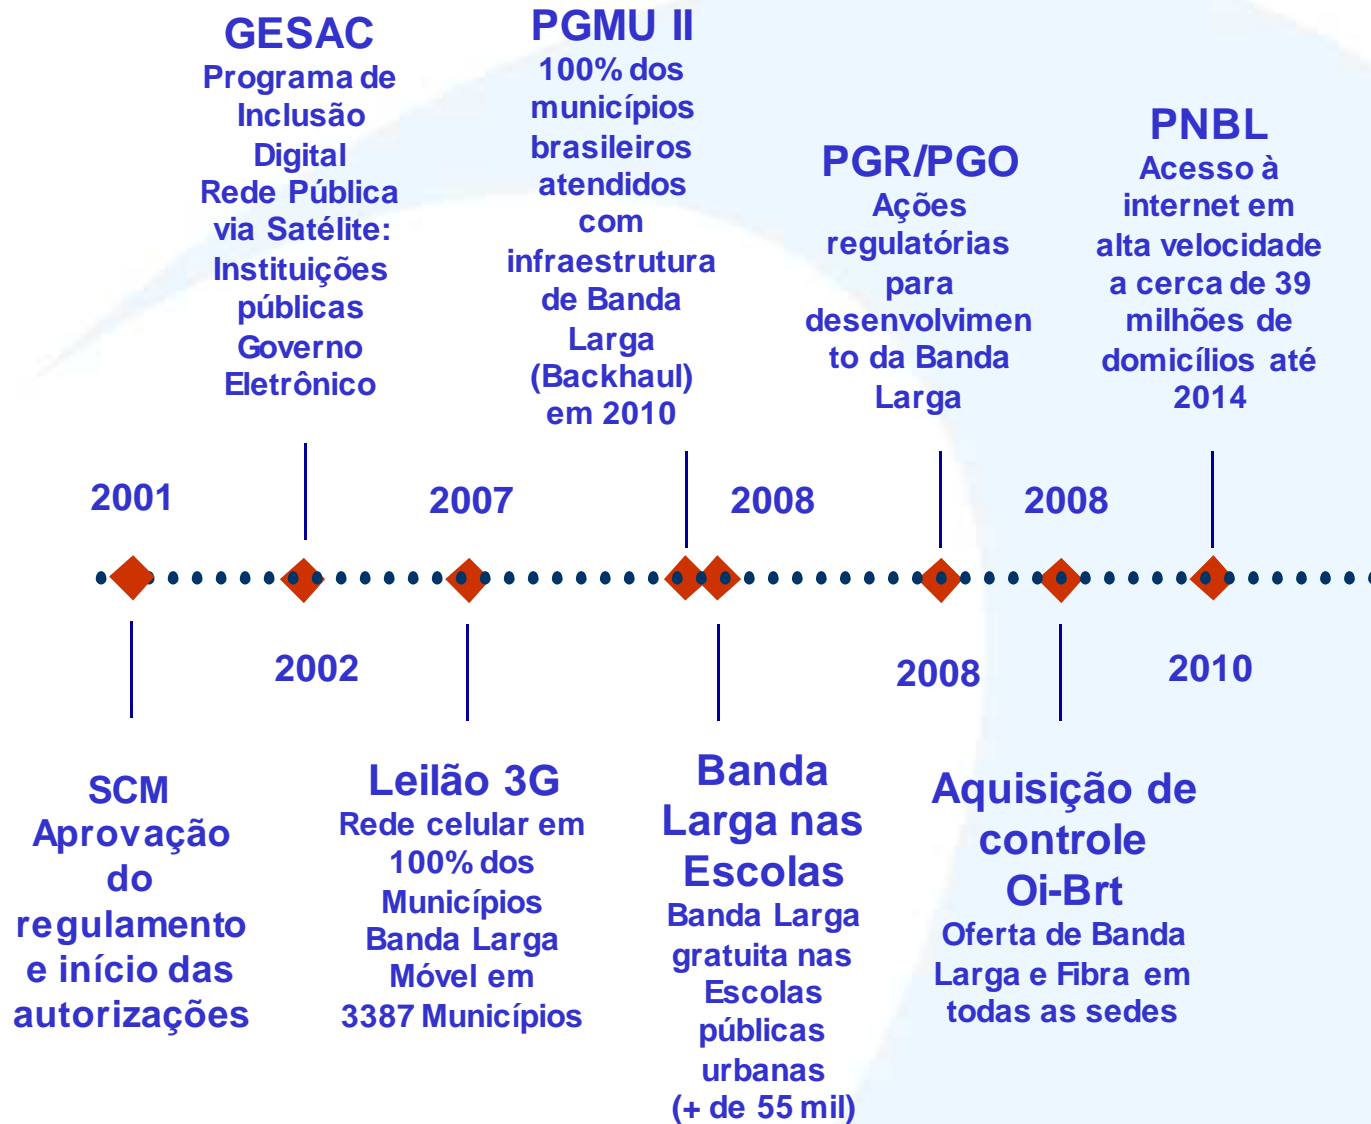 GESAC
Programa de
Inclusão
Digital
Rede Pública
via Satélite:
Instituições
públicas
Governo
Eletrônico
PGMU II
100% dos
municípios
brasileiros
atendidos
com
infraestrutura
de Banda
Larga
(Backhaul)
em 2010
PGR/PGO
Ações
regulatórias
para
desenvolvimen
to da Banda
Larga
PNBL
Acesso à
internet em
alta velocidade
a cerca de 39
milhões de
domicílios até
2014
2001
2007
2008
2008
2002
2008
2010
SCM
Aprovação
do
regulamento
e início das
autorizações
Leilão 3G
Rede celular em
100% dos
Municípios
Banda Larga
Móvel em
3387 Municípios
Banda
Larga nas
Escolas
Banda Larga
gratuita nas
Escolas
públicas
urbanas
(+ de 55 mil)
Aquisição de
controle
Oi-Brt
Oferta de Banda
Larga e Fibra em
todas as sedes